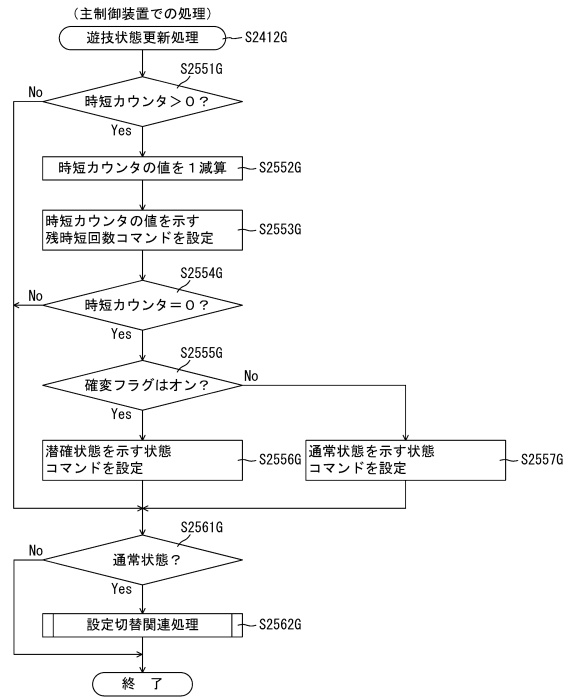 (主制御装置での処理)
遊技状態更新処理
S2412G
S2551G
No
時短カウンタ>0?
Yes
時短カウンタの値を1減算
S2552G
時短カウンタの値を示す
残時短回数コマンドを設定
S2553G
S2554G
No
時短カウンタ=0?
Yes
S2555G
確変フラグはオン?
No
Yes
潜確状態を示す状態
コマンドを設定
S2556G
通常状態を示す状態
コマンドを設定
S2557G
S2561G
No
通常状態?
Yes
設定切替関連処理
S2562G
終 了